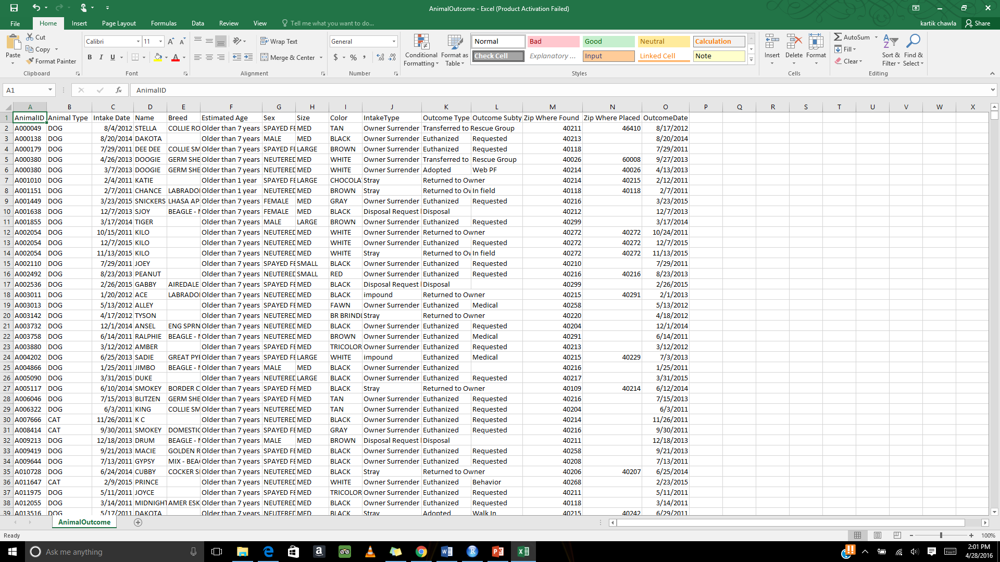 AnimalOutcome - Excel (Product Activation Failed)
File Home Insert Page Layout Formulas Data Review View Tell me what you want to do... kartik chawla Share
Paste Cut Copy Format Painter Clipboard
Calibri 11 B I U Font
Wrap Text Merge & Center Alignment
General $ % , Number
Conditional Formatting Format as Table
Normal Bad Good Neutral Calculation
Check Cell Explanatory ... Input Linked Cell Note
Styles
Insert Delete Format Cells
AutoSum Fill Clear Sort & Filter Find & Select Editing
A1 fx AnimalID
A B C D E F G H I J K L M N O P Q R S T U V W X
1 AnimalID Animal Type Intake Date Name Breed Estimated Age Sex Size Color IntakeType Outcome Type Outcome Subty Zip Where Found Zip Where Placed OutcomeDate
2 A000049 DOG 8/4/2012 STELLA COLLIE RO Older than 7 years SPAYED FE MED TAN Owner Surrender Transferred to Rescue Group 40211 46410 8/17/2012
3 A000138 DOG 8/20/2014 DAKOTA Older than 7 years MALE MED BLACK Owner Surrender Euthanized Requested 40213 8/20/2014
4 A000179 DOG 7/29/2011 DEE DEE COLLIE SM Older than 7 years SPAYED FE LARGE BROWN Owner Surrender Euthanized Requested 40118 7/29/2011
5 A000380 DOG 4/26/2013 DOOGIE GERM SHE Older than 7 years NEUTERED MED WHITE Owner Surrender Transferred to Rescue Group 40026 60008 9/27/2013
6 A000380 DOG 3/7/2013 DOOGIE GERM SHE Older than 7 years NEUTERED MED WHITE Owner Surrender Adopted Web PF 40214 40026 4/13/2013
7 A001010 DOG 2/4/2011 KATIE Older than 1 year SPAYED FE LARGE CHOCOLA Stray Returned to Owner 40214 40215 2/12/2011
8 A001151 DOG 2/7/2011 CHANCE LABRADO Older than 1 year NEUTERED MED BROWN Stray Returned to Ow In field 40118 40118 2/7/2011
9 A001449 DOG 3/23/2015 SNICKERS LHASA AP Older than 7 years FEMALE MED GRAY Owner Surrender Euthanized Requested 40216 3/23/2015
10 A001638 DOG 12/7/2013 SJOY BEAGLE - M Older than 7 years FEMALE MED BLACK Disposal Request Disposal 40212 12/7/2013
11 A001855 DOG 3/17/2014 TIGER Older than 7 years MALE LARGE BROWN Owner Surrender Euthanized Requested 40299 3/17/2014
12 A002054 DOG 10/15/2011 KILO Older than 7 years NEUTERED MED WHITE Owner Surrender Returned to Owner 40272 40272 10/24/2011
13 A002054 DOG 12/7/2015 KILO Older than 7 years NEUTERED MED WHITE Owner Surrender Euthanized Requested 40272 40272 12/7/2015
14 A002054 DOG 11/13/2015 KILO Older than 7 years NEUTERED MED WHITE Stray Returned to Ow In field 40272 40272 11/13/2015
15 A002110 DOG 7/29/2011 JOEY Older than 7 years SPAYED FE SMALL BLACK Owner Surrender Euthanized Requested 40210 7/29/2011
16 A002492 DOG 8/23/2013 PEANUT Older than 7 years NEUTERED SMALL RED Owner Surrender Euthanized Requested 40216 40216 8/23/2013
17 A002536 DOG 2/26/2015 GABBY AIREDALE Older than 7 years SPAYED FE MED BLACK Disposal Request Disposal 40299 2/26/2015
18 A003011 DOG 1/20/2012 ACE LABRADO Older than 7 years NEUTERED MED BLACK impound Returned to Owner 40215 40291 2/1/2013
19 A003013 DOG 5/13/2012 ALLEY Older than 7 years SPAYED FE MED FAWN Owner Surrender Euthanized Medical 40258 5/13/2012
20 A003142 DOG 4/17/2012 TYSON Older than 7 years NEUTERED MED BR BRINDL Stray Returned to Owner 40220 4/18/2012
21 A003732 DOG 12/1/2014 ANSEL ENG SPRN Older than 7 years NEUTERED MED BLACK Owner Surrender Euthanized Requested 40204 12/1/2014
22 A003758 DOG 6/14/2011 RALPHIE BEAGLE - M Older than 7 years NEUTERED MED BROWN Owner Surrender Euthanized Medical 40291 6/14/2011
23 A003880 DOG 3/12/2012 AMBER Older than 7 years SPAYED FE MED TRICOLOR Owner Surrender Euthanized Requested 40213 3/12/2012
24 A004202 DOG 6/25/2013 SADIE GREAT PYR Older than 7 years SPAYED FE LARGE WHITE impound Euthanized Medical 40215 40229 7/3/2013
25 A004866 DOG 1/25/2011 JIMBO BEAGLE - M Older than 7 years MALE MED BLACK Owner Surrender Euthanized 40216 1/25/2011
26 A005090 DOG 3/31/2015 DUKE Older than 7 years NEUTERED LARGE BLACK Owner Surrender Euthanized Requested 40217 3/31/2015
27 A005117 DOG 6/10/2014 SMOKEY BORDER C Older than 7 years SPAYED FE MED BLACK Stray Returned to Owner 40109 40214 6/12/2014
28 A006046 DOG 7/15/2013 BLITZEN GERM SHE Older than 7 years SPAYED FE MED TAN Owner Surrender Euthanized Requested 40216 7/15/2013
29 A006322 DOG 6/3/2011 KING COLLIE SM Older than 7 years NEUTERED MED TAN Owner Surrender Euthanized Requested 40204 6/3/2011
30 A007666 CAT 11/26/2011 K C Older than 7 years NEUTERED MED BLACK Owner Surrender Euthanized Requested 40214 11/26/2011
31 A008414 CAT 9/30/2011 SMOKEY DOMESTIC Older than 7 years SPAYED FE MED GRAY Owner Surrender Euthanized Requested 40216 9/30/2011
32 A009213 DOG 12/18/2013 DRUM BEAGLE - M Older than 7 years MALE MED BROWN Disposal Request Disposal 40211 12/18/2013
33 A009419 DOG 9/21/2013 MACIE GOLDEN R Older than 7 years SPAYED FE MED BLACK Owner Surrender Euthanized Requested 40258 9/21/2013
34 A009644 DOG 7/13/2011 GYPSY MIX - BEA Older than 7 years SPAYED FE MED BLACK Owner Surrender Euthanized Requested 40208 7/13/2011
35 A010728 DOG 6/24/2014 CUBBY COCKER S Older than 7 years NEUTERED MED BLACK Stray Returned to Owner 40206 40207 6/25/2014
36 A011647 CAT 2/9/2015 PRINCE Older than 7 years NEUTERED MED WHITE Owner Surrender Euthanized Behavior 40268 2/23/2015
37 A011975 DOG 5/11/2011 JOYCE Older than 7 years SPAYED FE MED TRICOLOR Owner Surrender Euthanized Requested 40211 5/11/2011
38 A012055 DOG 3/14/2011 MIDNIGHT AMER ESK Older than 7 years NEUTERED MED BLACK Owner Surrender Euthanized Requested 40118 3/14/2011
39 A013516 DOG 5/17/2011 DAKOTA Older than 7 years NEUTERED MED BLACK Stray Adopted Walk In 40215 40242 6/29/2011
AnimalOutcome
Ready 100%
Ask me anything
2:01 PM
4/28/2016